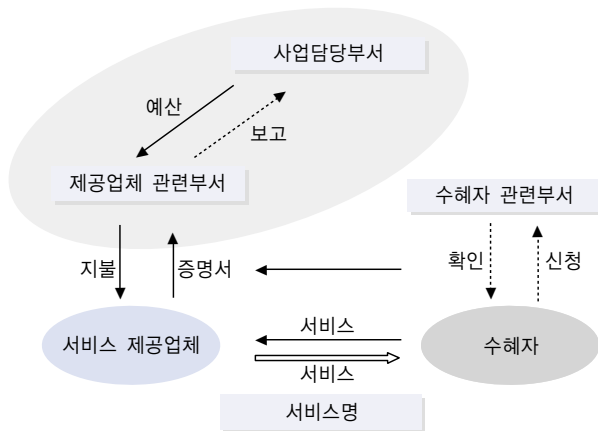 사업담당부서
예산
보고
제공업체 관련부서
수혜자 관련부서
지불
증명서
확인
신청
서비스
서비스 제공업체
수혜자
서비스
서비스명